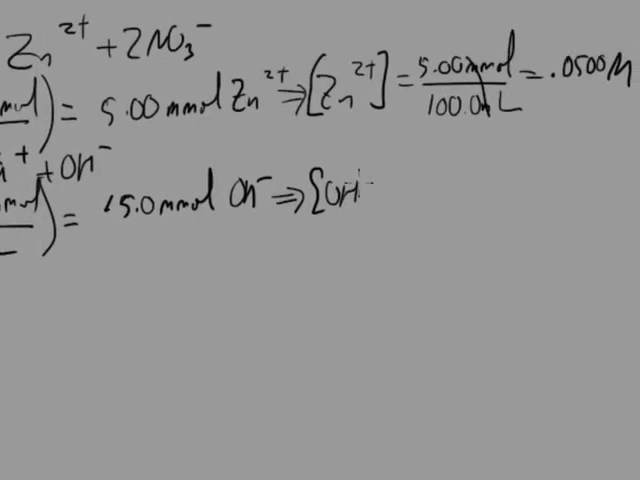 Zn²⁺ + 2NO₃⁻
mol) = 5.00 mmol Zn²⁺ ⇒ [Zn²⁺] = 5.00 mmol / 100.0 mL = .0500 M
⁺ + OH⁻
mol) = 15.0 mmol OH⁻ ⇒ [OH